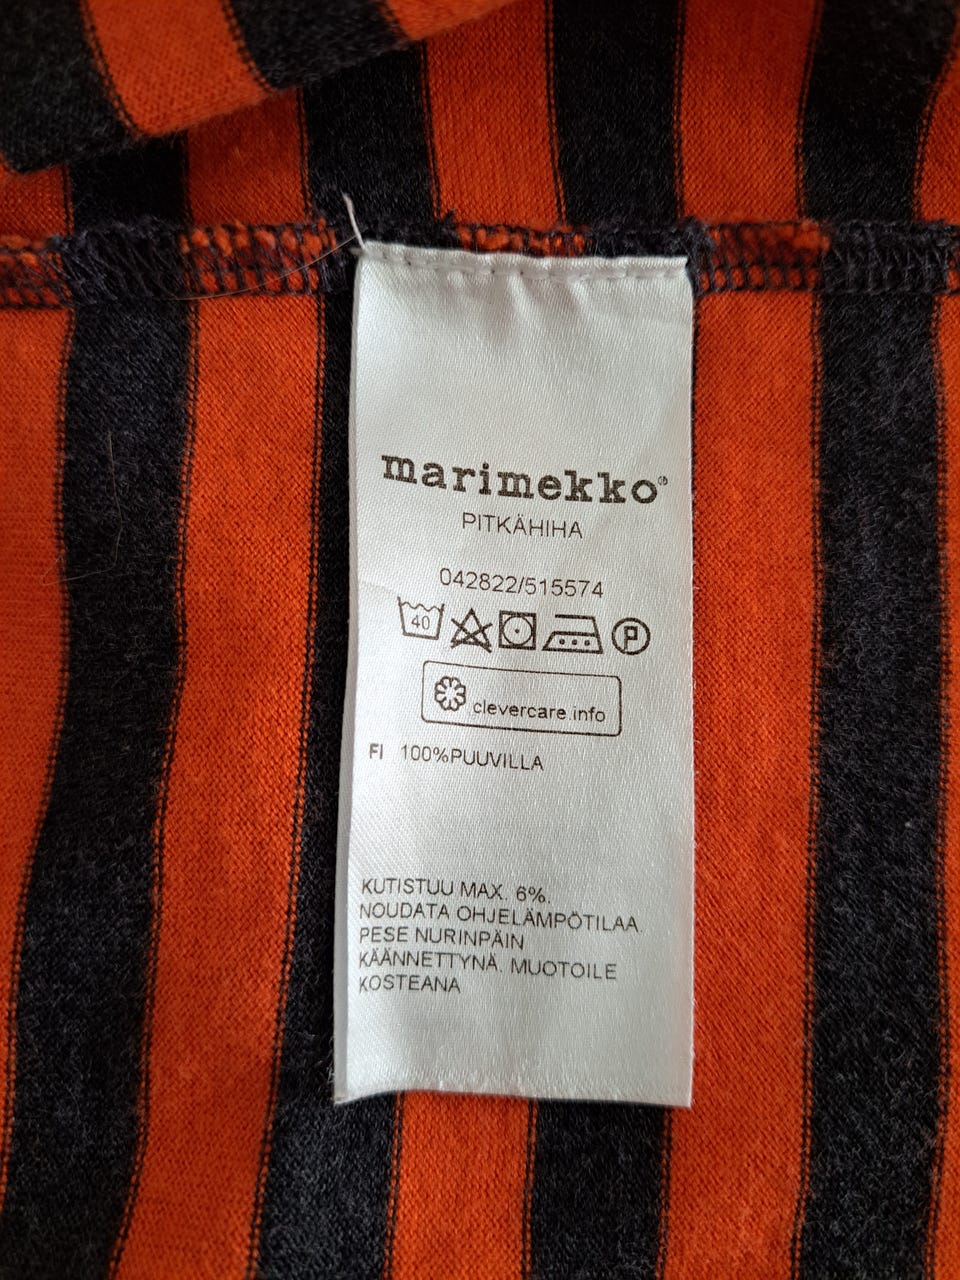 marimekko®
PITKÄHIHA
042822/515574
40 P
clevercare.info
FI 100%PUUVILLA
KUTISTUU MAX. 6%.
NOUDATA OHJELÄMPÖTILAA.
PESE NURINPÄIN
KÄÄNNETTYNÄ. MUOTOILE
KOSTEANA